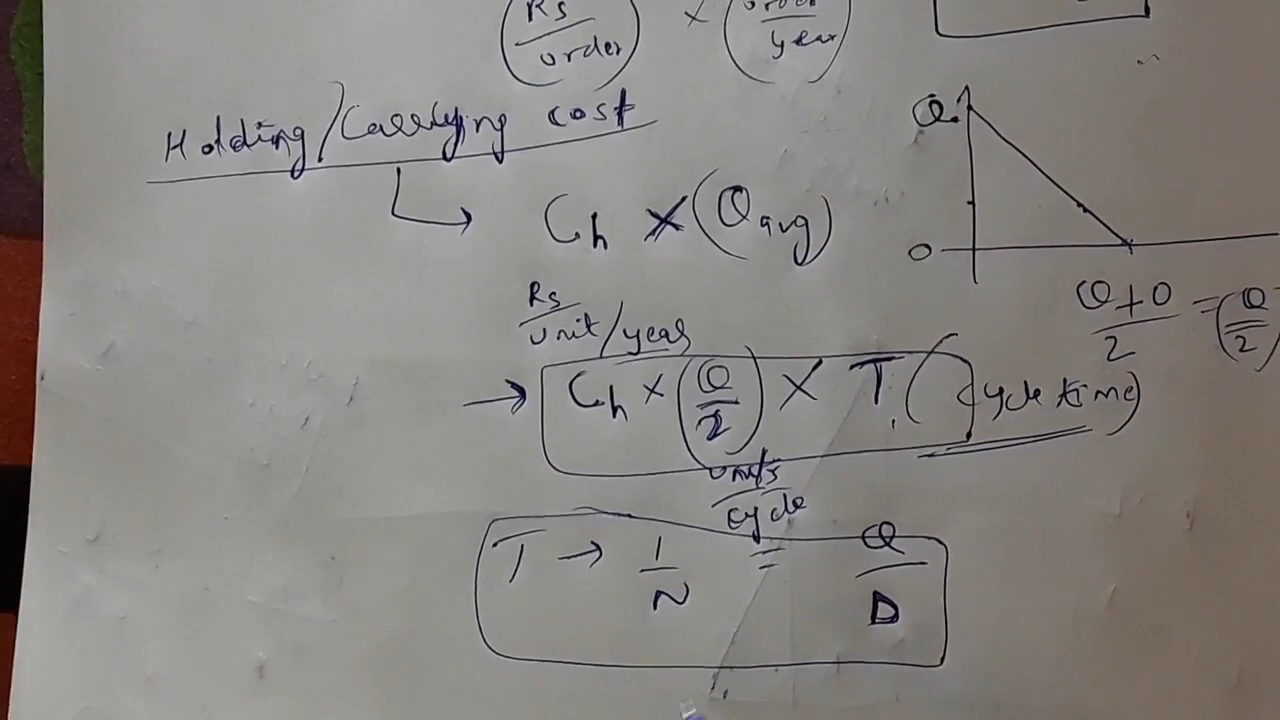 (Rs/order) × (order/year)
Holding/Carrying cost
Q
↳ Ch × (Qavg)
0
Rs/unit/year
(Q+0)/2 = (Q/2)
→ Ch × (Q/2) × T (cycle time)
units/cycle
T → 1/N = Q/D